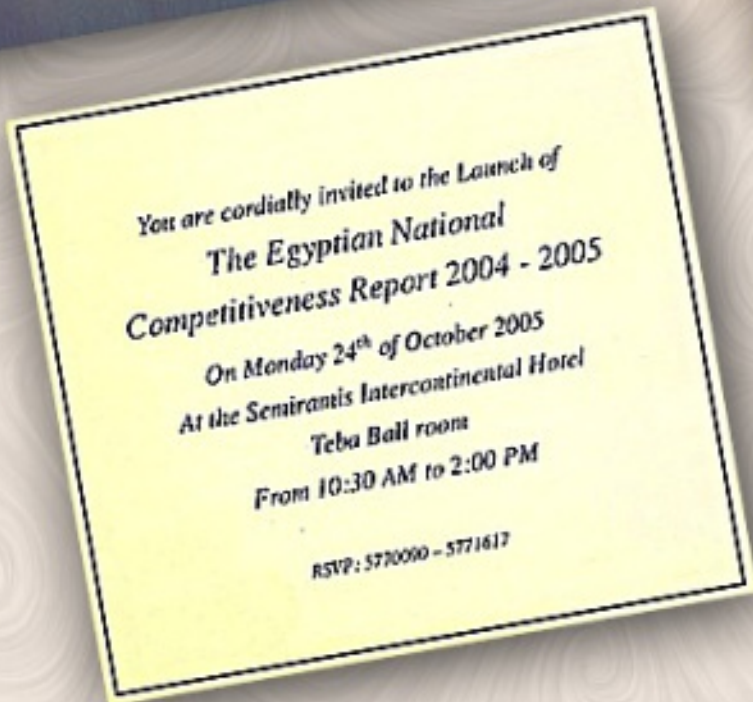 You are cordially invited to the Launch of
The Egyptian National
Competitiveness Report 2004 - 2005
On Monday 24th of October 2005
At the Semiramis Intercontinental Hotel
Teba Ball room
From 10:30 AM to 2:00 PM
RSVP: 5770090 - 5771617